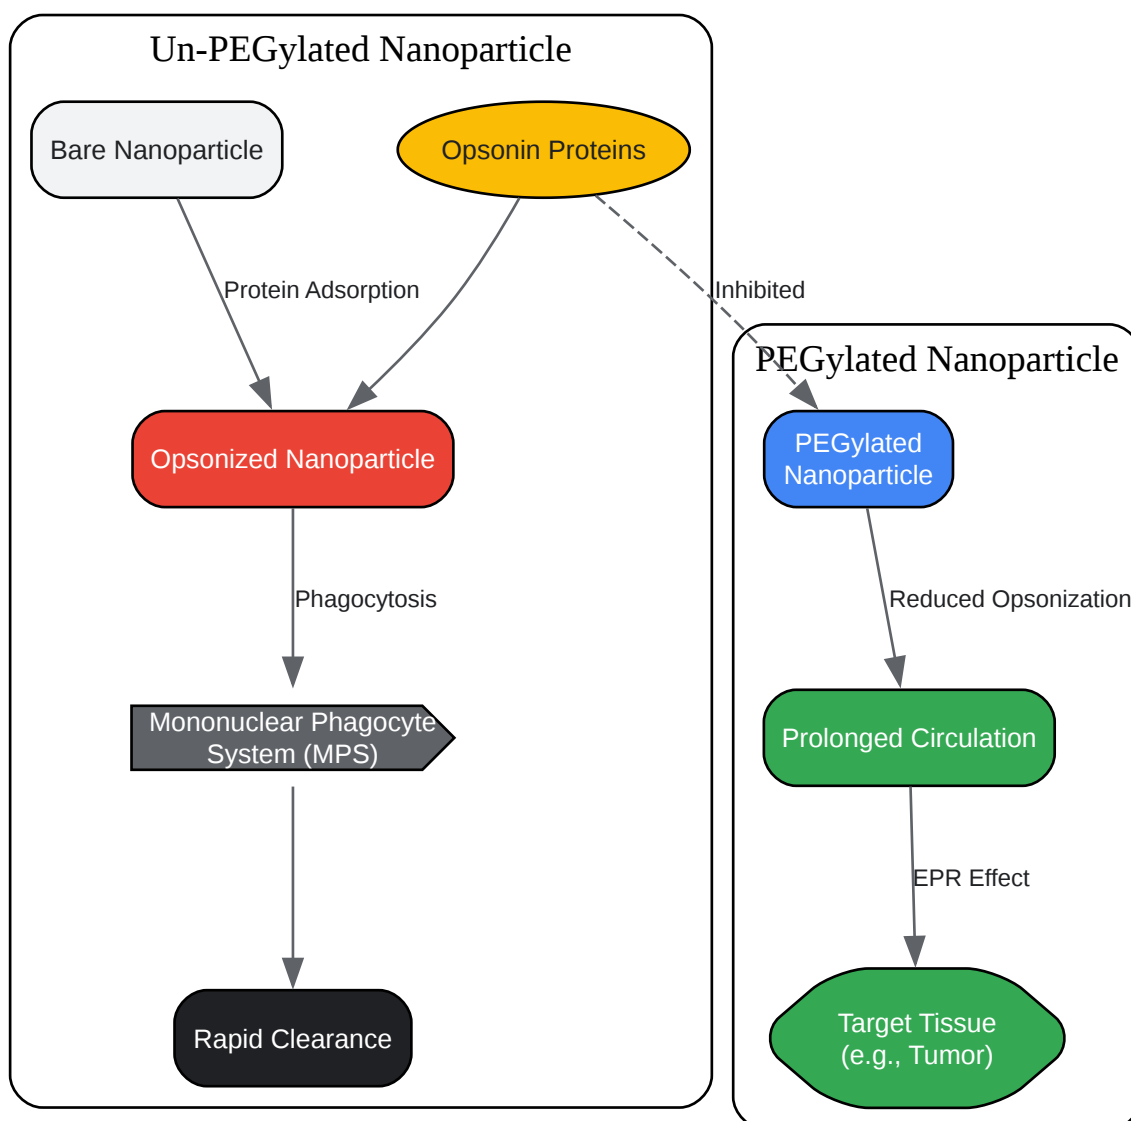 Un-PEGylated Nanoparticle
Bare Nanoparticle
Opsonin Proteins
Protein Adsorption
Inhibited
Opsonized Nanoparticle
Phagocytosis
Mononuclear Phagocyte
System (MPS)
Rapid Clearance
PEGylated Nanoparticle
PEGylated
Nanoparticle
Reduced Opsonization
Prolonged Circulation
EPR Effect
Target Tissue
(e.g., Tumor)